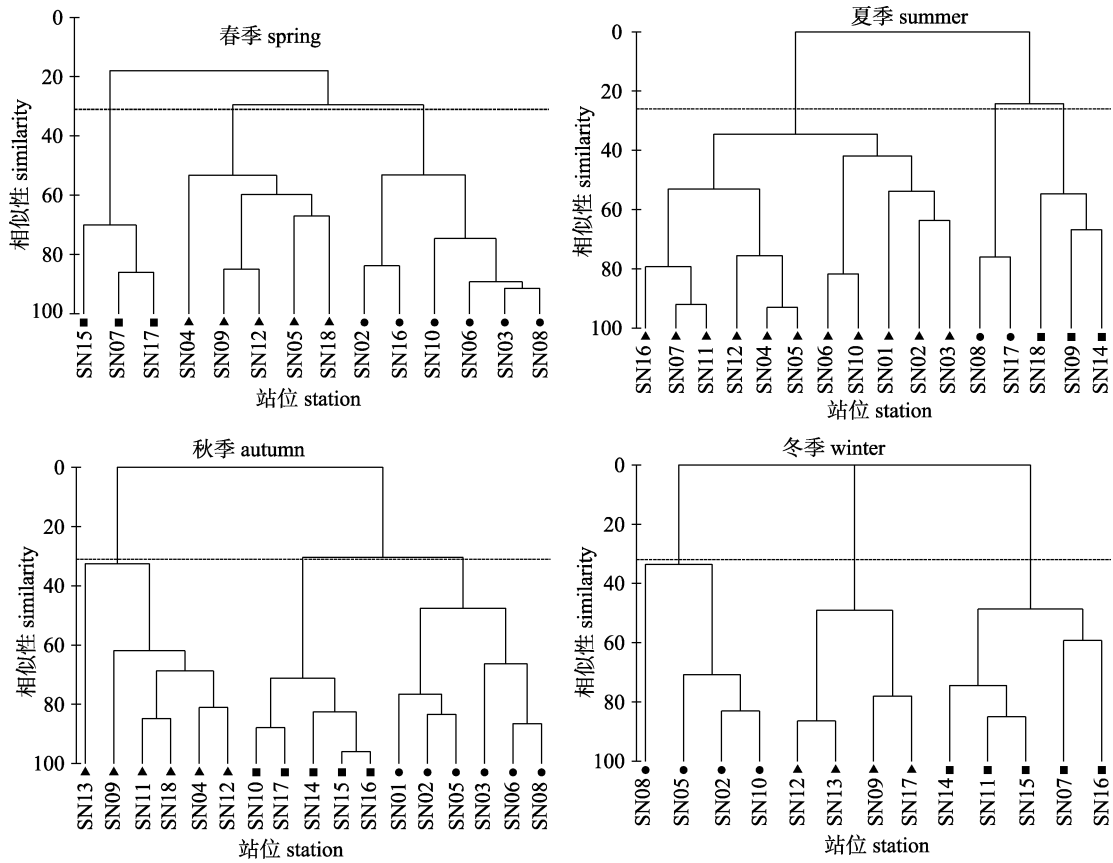 春季 spring
0
20
40
60
80
100
相似性 similarity
SN15 SN07 SN17 SN04 SN09 SN12 SN05 SN18 SN02 SN16 SN10 SN06 SN03 SN08
站位 station
夏季 summer
0
20
40
60
80
100
相似性 similarity
SN16 SN07 SN11 SN12 SN04 SN05 SN06 SN10 SN01 SN02 SN03 SN08 SN17 SN18 SN09 SN14
站位 station
秋季 autumn
0
20
40
60
80
100
相似性 similarity
SN13 SN09 SN11 SN18 SN04 SN12 SN10 SN17 SN14 SN15 SN16 SN01 SN02 SN05 SN03 SN06 SN08
站位 station
冬季 winter
0
20
40
60
80
100
相似性 similarity
SN08 SN05 SN02 SN10 SN12 SN13 SN09 SN17 SN14 SN11 SN15 SN07 SN16
站位 station